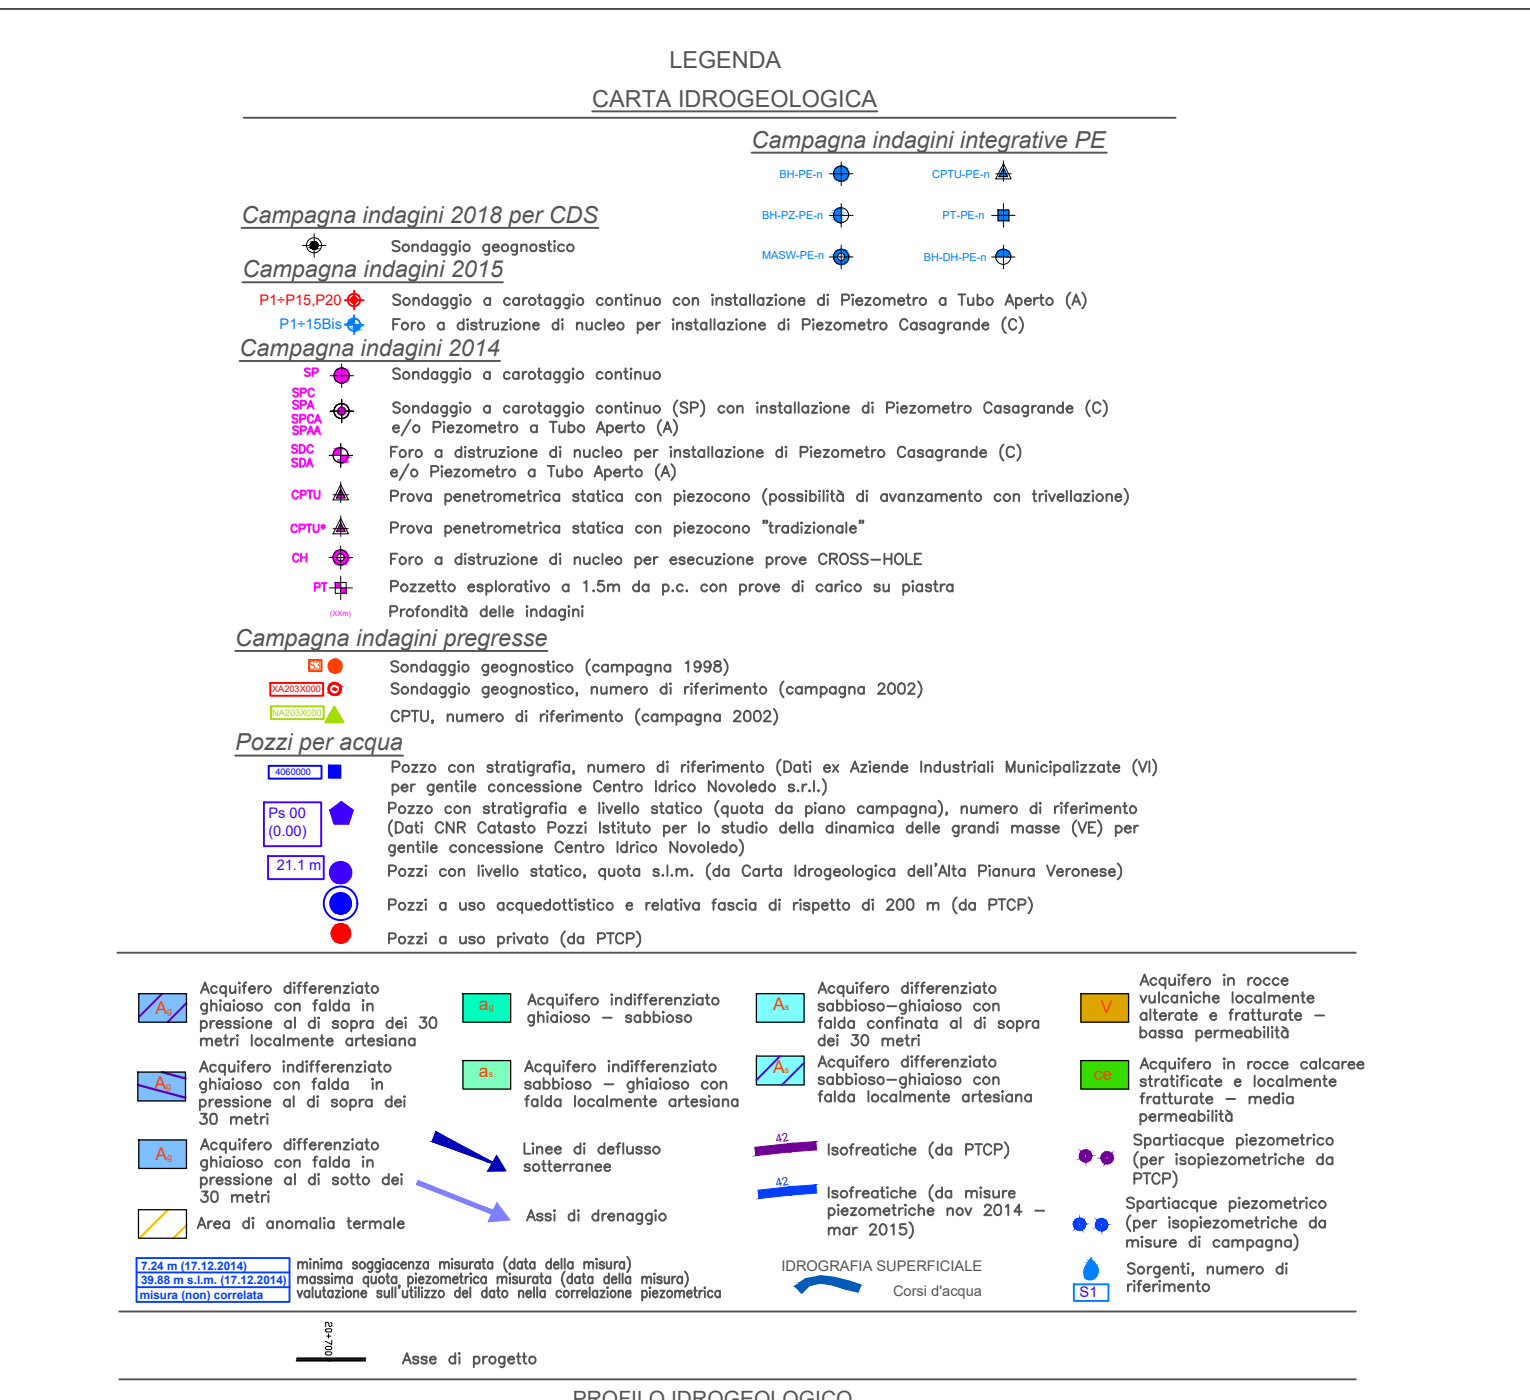 LEGENDA
CARTA IDROGEOLOGICA
Campagna indagini integrative PE
BH-PE-n
CPTU-PE-n
BH-PZ-PE-n
PT-PE-n
MASW-PE-n
BH-DH-PE-n
Campagna indagini 2018 per CDS
Sondaggio geognostico
Campagna indagini 2015
P1÷P15,P20 Sondaggio a carotaggio continuo con installazione di Piezometro a Tubo Aperto (A)
P1÷15Bis Foro a distruzione di nucleo per installazione di Piezometro Casagrande (C)
Campagna indagini 2014
SP Sondaggio a carotaggio continuo
SPC
SPA
SPCA
SPAA
Sondaggio a carotaggio continuo (SP) con installazione di Piezometro Casagrande (C)
e/o Piezometro a Tubo Aperto (A)
SDC
SDA
Foro a distruzione di nucleo per installazione di Piezometro Casagrande (C)
e/o Piezometro a Tubo Aperto (A)
CPTU Prova penetrometrica statica con piezocono (possibilità di avanzamento con trivellazione)
CPTU* Prova penetrometrica statica con piezocono "tradizionale"
CH Foro a distruzione di nucleo per esecuzione prove CROSS-HOLE
PT Pozzetto esplorativo a 1.5m da p.c. con prove di carico su piastra
(XXm) Profondità delle indagini
Campagna indagini pregresse
Sondaggio geognostico (campagna 1998)
XA203X000 Sondaggio geognostico, numero di riferimento (campagna 2002)
NA203X000 CPTU, numero di riferimento (campagna 2002)
Pozzi per acqua
4060000 Pozzo con stratigrafia, numero di riferimento (Dati ex Aziende Industriali Municipalizzate (VI)
per gentile concessione Centro Idrico Novoledo s.r.l.)
Ps 00
(0.00)
Pozzo con stratigrafia e livello statico (quota da piano campagna), numero di riferimento
(Dati CNR Catasto Pozzi Istituto per lo studio della dinamica delle grandi masse (VE) per
gentile concessione Centro Idrico Novoledo)
21.1 m Pozzi con livello statico, quota s.l.m. (da Carta Idrogeologica dell'Alta Pianura Veronese)
Pozzi a uso acquedottistico e relativa fascia di rispetto di 200 m (da PTCP)
Pozzi a uso privato (da PTCP)
Ag
Acquifero differenziato
ghiaioso con falda in
pressione al di sopra dei 30
metri localmente artesiana
ag
Acquifero indifferenziato
ghiaioso – sabbioso
As
Acquifero differenziato
sabbioso–ghiaioso con
falda confinata al di sopra
dei 30 metri
V
Acquifero in rocce
vulcaniche localmente
alterate e fratturate –
bassa permeabilità
Ag
Acquifero indifferenziato
ghiaioso con falda in
pressione al di sopra dei
30 metri
as
Acquifero indifferenziato
sabbioso – ghiaioso con
falda localmente artesiana
As
Acquifero differenziato
sabbioso–ghiaioso con
falda localmente artesiana
ce
Acquifero in rocce calcaree
stratificate e localmente
fratturate – media
permeabilità
Ag
Acquifero differenziato
ghiaioso con falda in
pressione al di sotto dei
30 metri
Linee di deflusso
sotterranee
42
Isofreatiche (da PTCP)
Spartiacque piezometrico
(per isopiezometriche da
PTCP)
Area di anomalia termale
Assi di drenaggio
42
Isofreatiche (da misure
piezometriche nov 2014 –
mar 2015)
Spartiacque piezometrico
(per isopiezometriche da
misure di campagna)
7.24 m (17.12.2014) minima soggiacenza misurata (data della misura)
39.88 m s.l.m. (17.12.2014) massima quota piezometrica misurata (data della misura)
misura (non) correlata valutazione sull'utilizzo del dato nella correlazione piezometrica
IDROGRAFIA SUPERFICIALE
Corsi d'acqua
S1
Sorgenti, numero di
riferimento
20+700
Asse di progetto
PROFILO IDROGEOLOGICO